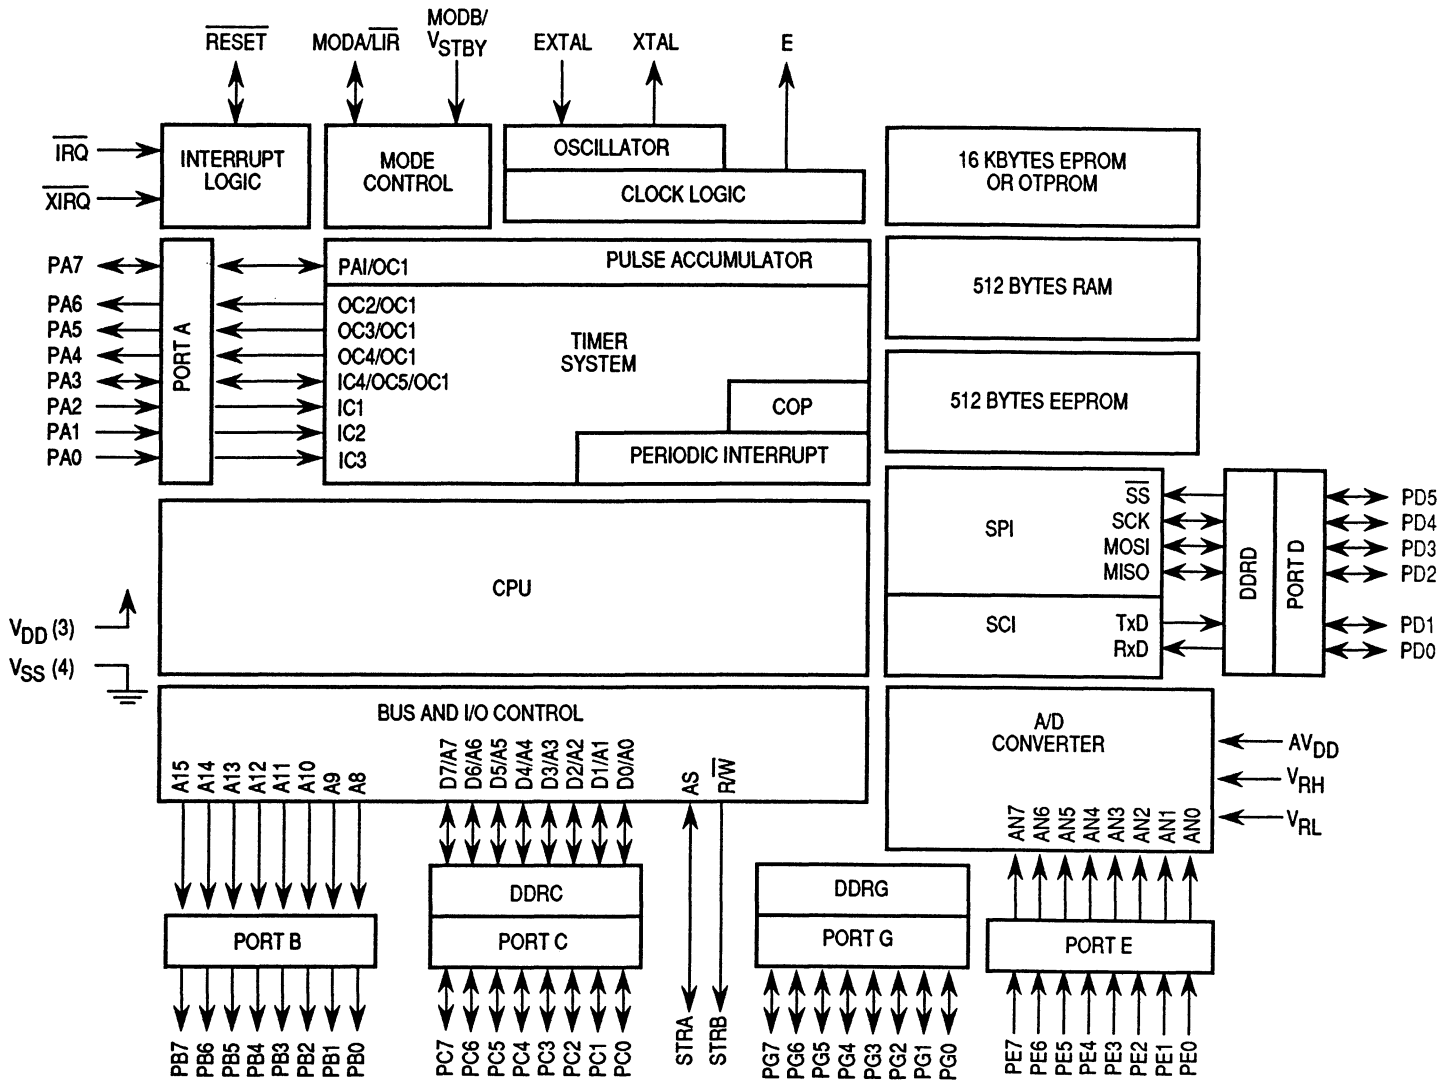 RESET
MODA/LIR
MODB/
VSTBY
EXTAL
XTAL
E
IRQ
XIRQ
INTERRUPT
LOGIC
MODE
CONTROL
OSCILLATOR
CLOCK LOGIC
16 KBYTES EPROM
OR OTPROM
PA7
PA6
PA5
PA4
PA3
PA2
PA1
PA0
PORT A
PAI/OC1
PULSE ACCUMULATOR
OC2/OC1
OC3/OC1
OC4/OC1
IC4/OC5/OC1
IC1
IC2
IC3
TIMER
SYSTEM
COP
PERIODIC INTERRUPT
512 BYTES RAM
512 BYTES EEPROM
CPU
VDD (3)
VSS (4)
SPI
SS
SCK
MOSI
MISO
SCI
TxD
RxD
DDRD
PORT D
PD5
PD4
PD3
PD2
PD1
PD0
BUS AND I/O CONTROL
A15
A14
A13
A12
A11
A10
A9
A8
D7/A7
D6/A6
D5/A5
D4/A4
D3/A3
D2/A2
D1/A1
D0/A0
AS
R/W
A/D
CONVERTER
AN7
AN6
AN5
AN4
AN3
AN2
AN1
AN0
AVDD
VRH
VRL
PORT B
DDRC
PORT C
DDRG
PORT G
PORT E
PB7
PB6
PB5
PB4
PB3
PB2
PB1
PB0
PC7
PC6
PC5
PC4
PC3
PC2
PC1
PC0
STRA
STRB
PG7
PG6
PG5
PG4
PG3
PG2
PG1
PG0
PE7
PE6
PE5
PE4
PE3
PE2
PE1
PE0